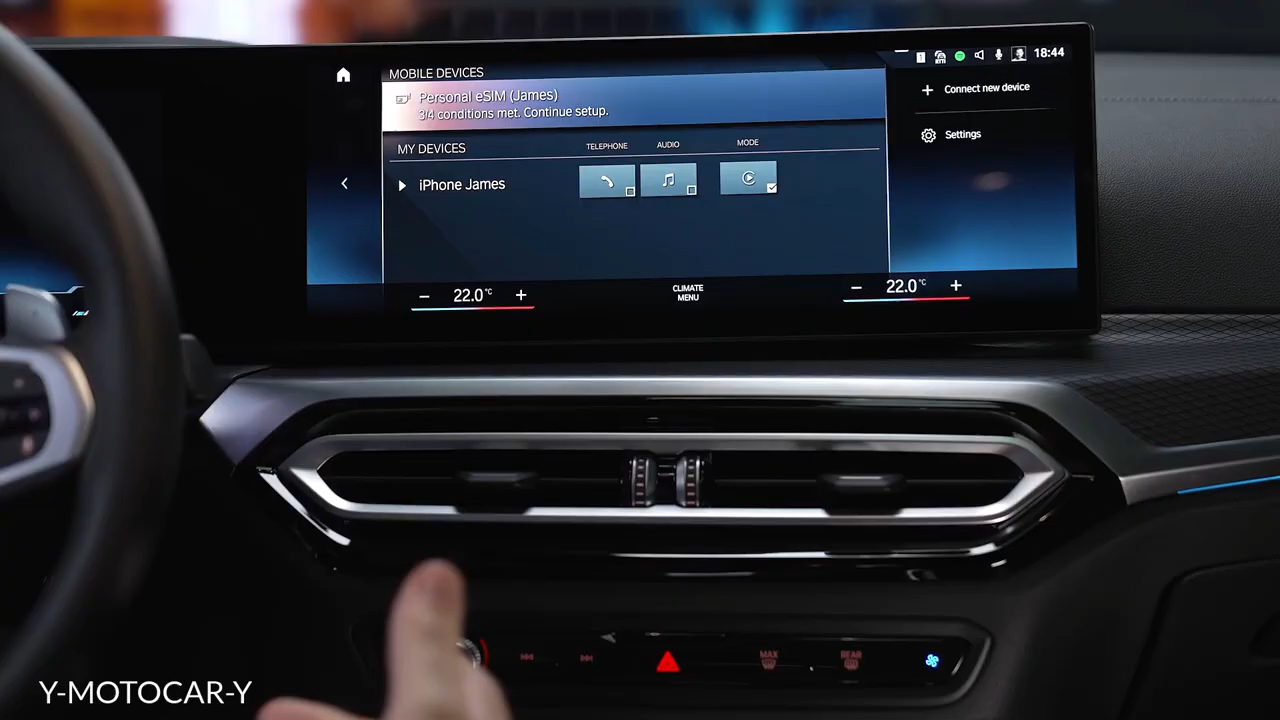 18:44
MOBILE DEVICES
Personal eSIM (James)
3/4 conditions met. Continue setup.
Connect new device
MY DEVICES
TELEPHONE
AUDIO
MODE
Settings
iPhone James
22.0°C
CLIMATE
MENU
22.0°C
MAX
REAR
Y-MOTOCAR-Y